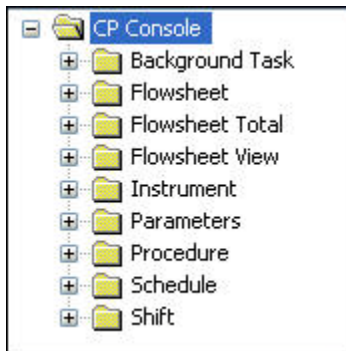 CP Console
Background Task
Flowsheet
Flowsheet Total
Flowsheet View
Instrument
Parameters
Procedure
Schedule
Shift